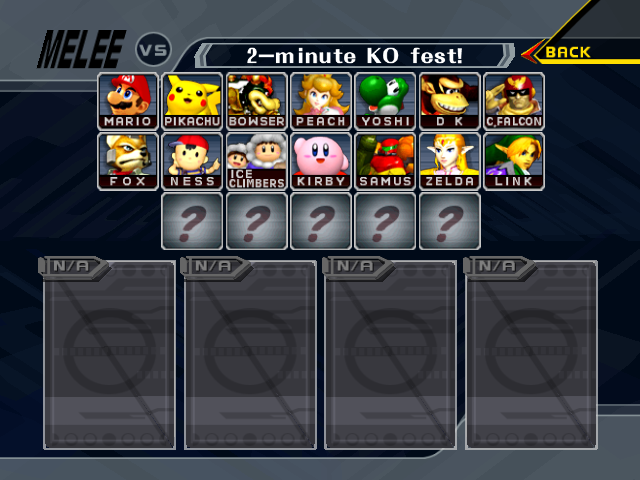 MELEE VS 2-minute KO fest! BACK
MARIO PIKACHU BOWSER PEACH YOSHI D K C,FALCON
FOX NESS ICE CLIMBERS KIRBY SAMUS ZELDA LINK
? ? ? ? ?
N/A N/A N/A N/A